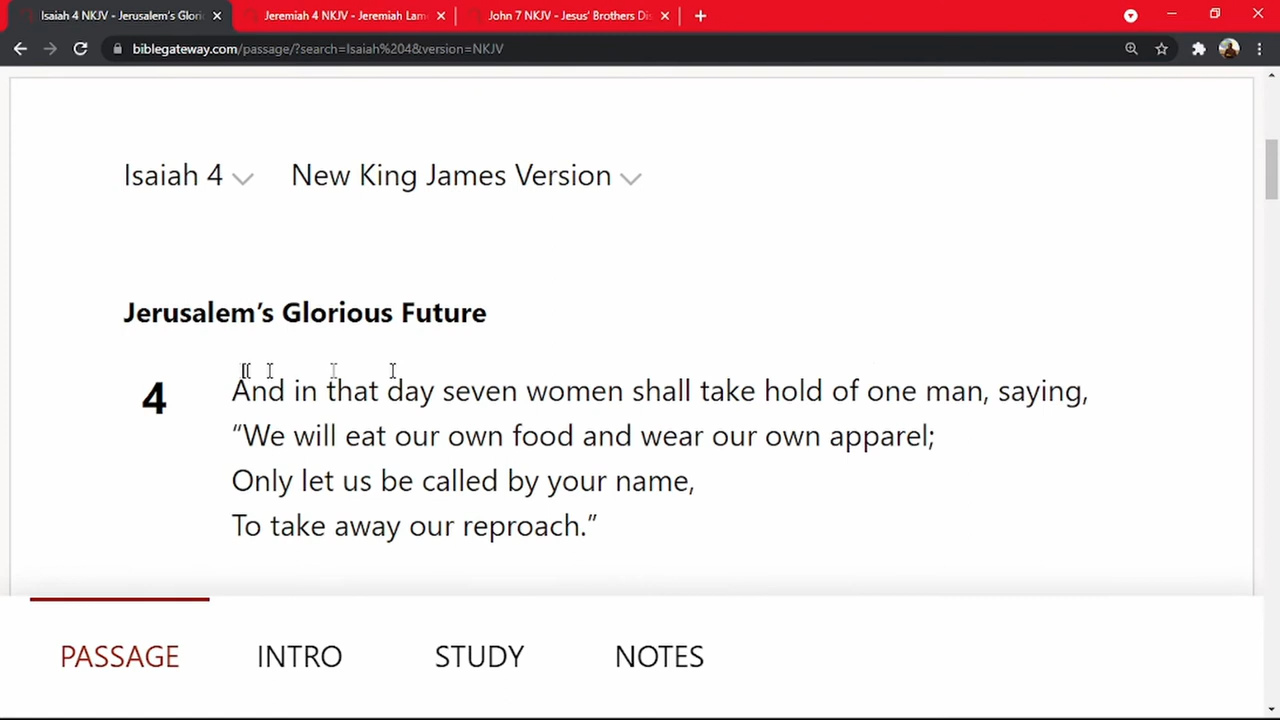 Isaiah 4 NKJV - Jerusalem's Glori
Jeremiah 4 NKJV - Jeremiah Lam
John 7 NKJV - Jesus' Brothers Dis
biblegateway.com/passage/?search=Isaiah%204&version=NKJV
Isaiah 4 New King James Version
Jerusalem’s Glorious Future
4 And in that day seven women shall take hold of one man, saying,
“We will eat our own food and wear our own apparel;
Only let us be called by your name,
To take away our reproach.”
PASSAGE INTRO STUDY NOTES